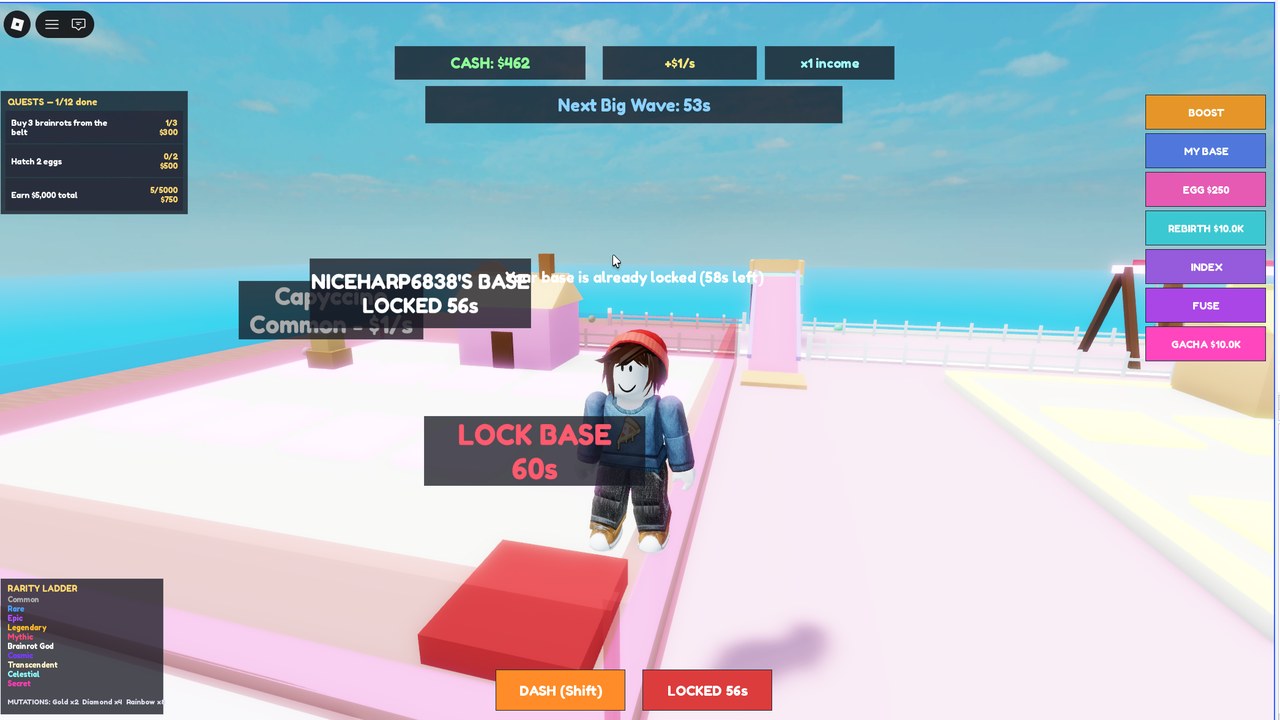 CASH: $462
+$1/s
x1 income
Next Big Wave: 53s
QUESTS — 1/12 done
Buy 3 brainrots from the belt
1/3
$300
Hatch 2 eggs
0/2
$500
Earn $5,000 total
5/5000
$750
BOOST
MY BASE
EGG $250
REBIRTH $10.0K
INDEX
FUSE
GACHA $10.0K
NICEHARP6838'S BASE
LOCKED 56s
base is already locked (58s left)
Common - $1/s
LOCK BASE
60s
RARITY LADDER
Common
Rare
Epic
Legendary
Mythic
Brainrot God
Cosmic
Transcendent
Celestial
Secret
MUTATIONS: Gold x2 Diamond x4 Rainbow
DASH (Shift)
LOCKED 56s